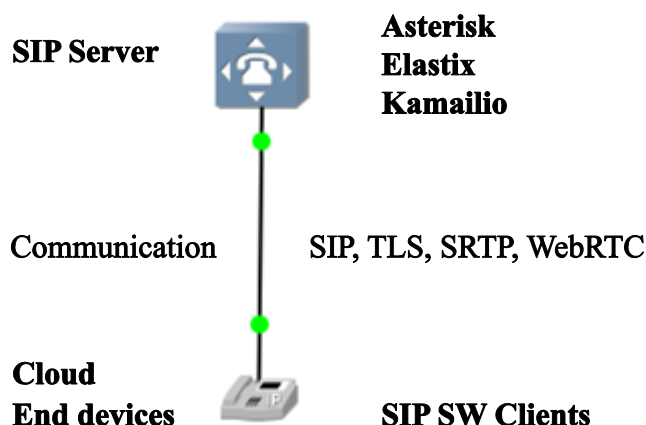 SIP Server
Asterisk
Elastix
Kamailio
Communication
SIP, TLS, SRTP, WebRTC
Cloud
End devices
SIP SW Clients